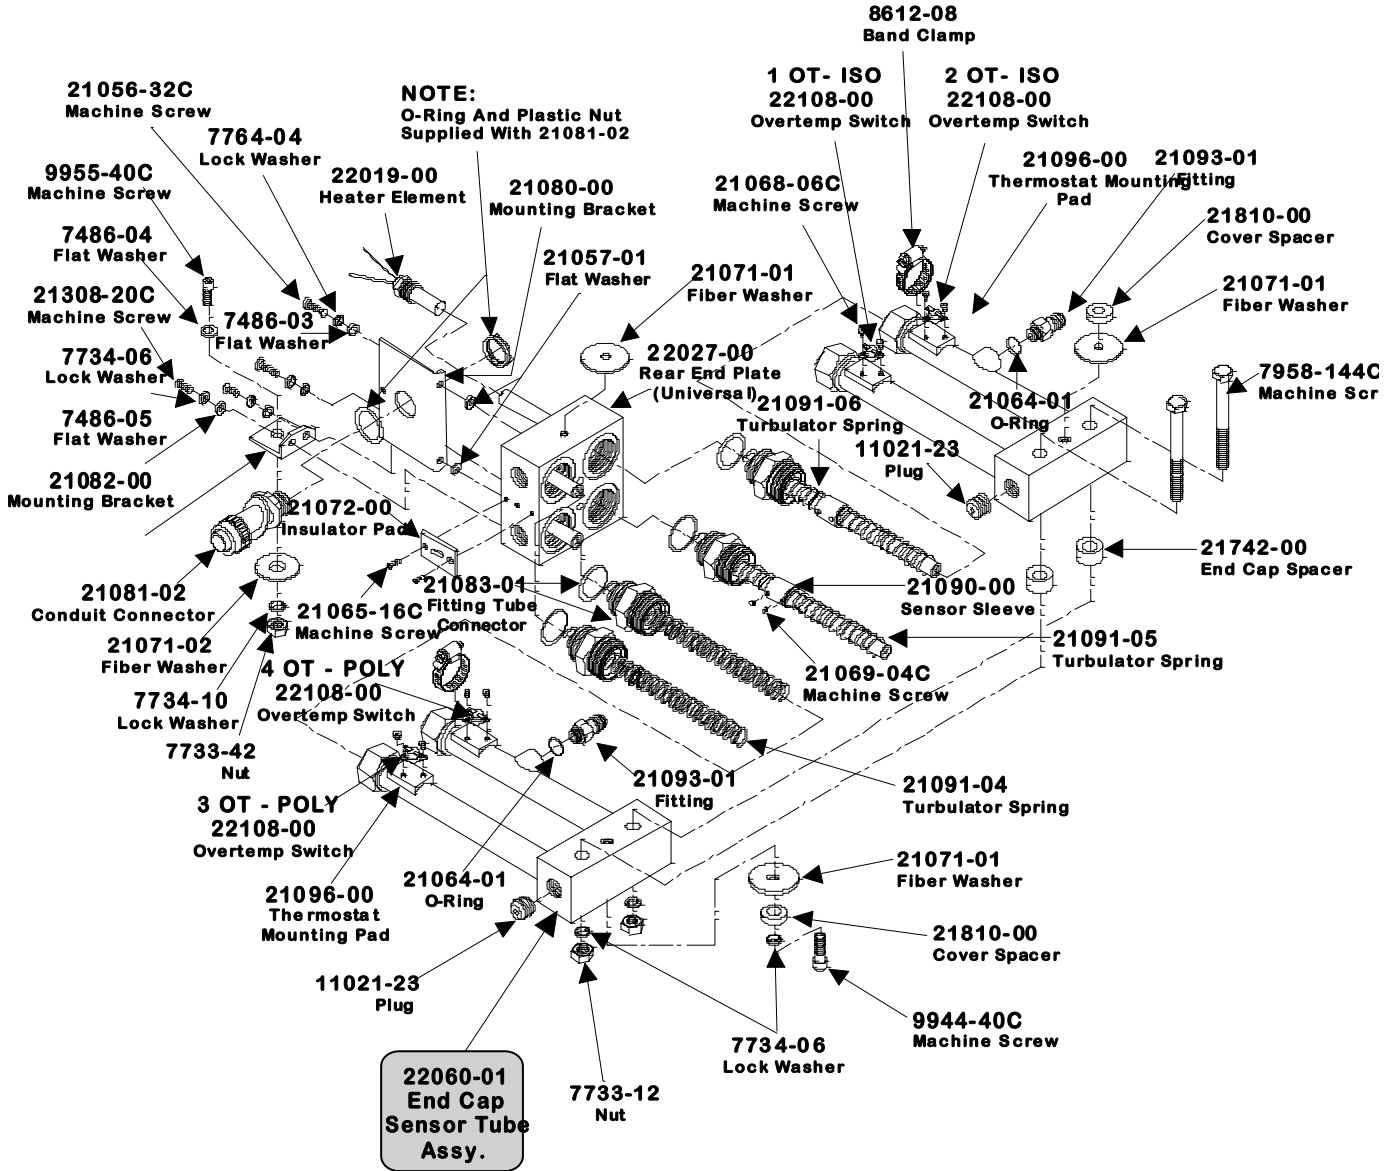 8612-08
Band Clamp
1 OT- ISO
22108-00
Overtemp Switch
2 OT- ISO
22108-00
Overtemp Switch
21056-32C
Machine Screw
NOTE:
O-Ring And Plastic Nut
Supplied With 21081-02
7764-04
Lock Washer
9955-40C
Machine Screw
22019-00
Heater Element
21080-00
Mounting Bracket
21068-06C
Machine Screw
21096-00
Thermostat Mounting
Pad
21093-01
Fitting
21810-00
Cover Spacer
7486-04
Flat Washer
21057-01
Flat Washer
21071-01
Fiber Washer
21071-01
Fiber Washer
21308-20C
Machine Screw
7486-03
Flat Washer
7734-06
Lock Washer
22027-00
Rear End Plate
(Universal)
7958-144C
Machine Scr
21091-06
Turbulator Spring
21064-01
O-Ring
7486-05
Flat Washer
11021-23
Plug
21082-00
Mounting Bracket
21072-00
Insulator Pad
21742-00
End Cap Spacer
21081-02
Conduit Connector
21065-16C
Machine Screw
21083-01
Fitting Tube
Connector
21090-00
Sensor Sleeve
21091-05
Turbulator Spring
21071-02
Fiber Washer
21069-04C
Machine Screw
4 OT - POLY
22108-00
Overtemp Switch
7734-10
Lock Washer
7733-42
Nut
21093-01
Fitting
21091-04
Turbulator Spring
3 OT - POLY
22108-00
Overtemp Switch
21071-01
Fiber Washer
21096-00
Thermostat
Mounting Pad
21064-01
O-Ring
21810-00
Cover Spacer
11021-23
Plug
9944-40C
Machine Screw
7734-06
Lock Washer
22060-01
End Cap
Sensor Tube
Assy.
7733-12
Nut